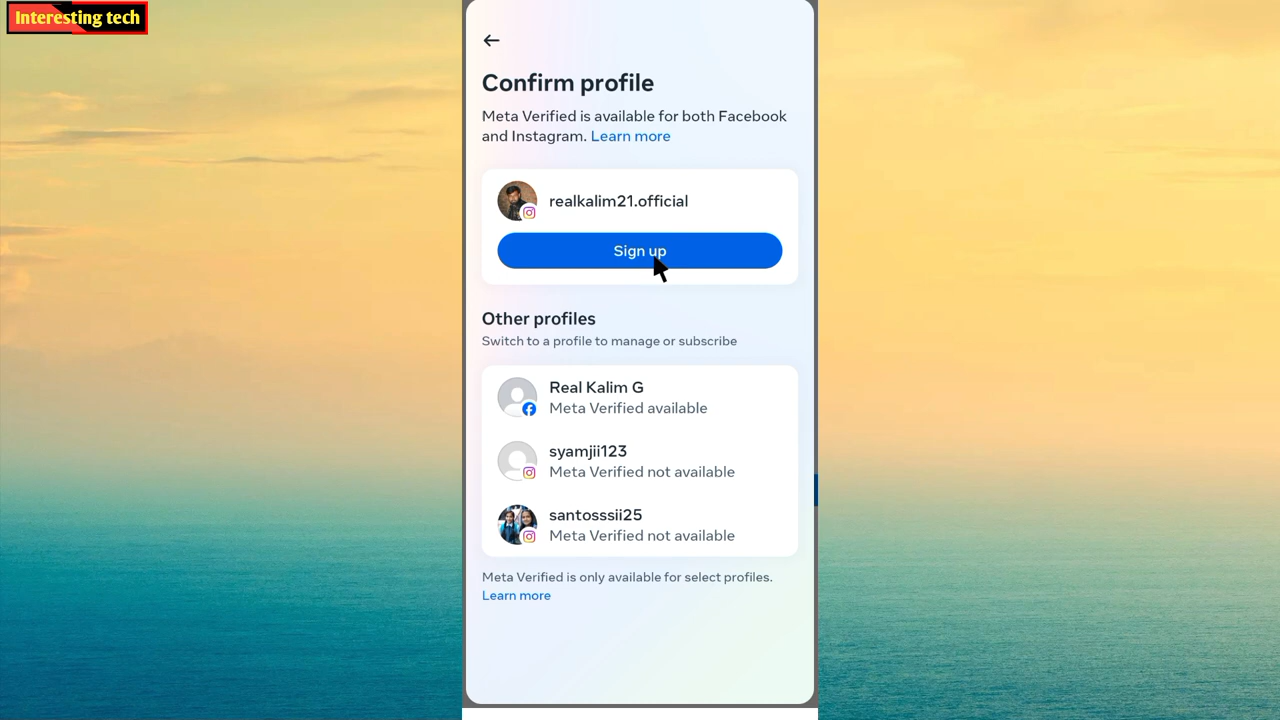 Interesting tech
Confirm profile
Meta Verified is available for both Facebook
and Instagram. Learn more
realkalim21.official
Sign up
Other profiles
Switch to a profile to manage or subscribe
Real Kalim G
Meta Verified available
syamjii123
Meta Verified not available
santosssii25
Meta Verified not available
Meta Verified is only available for select profiles.
Learn more